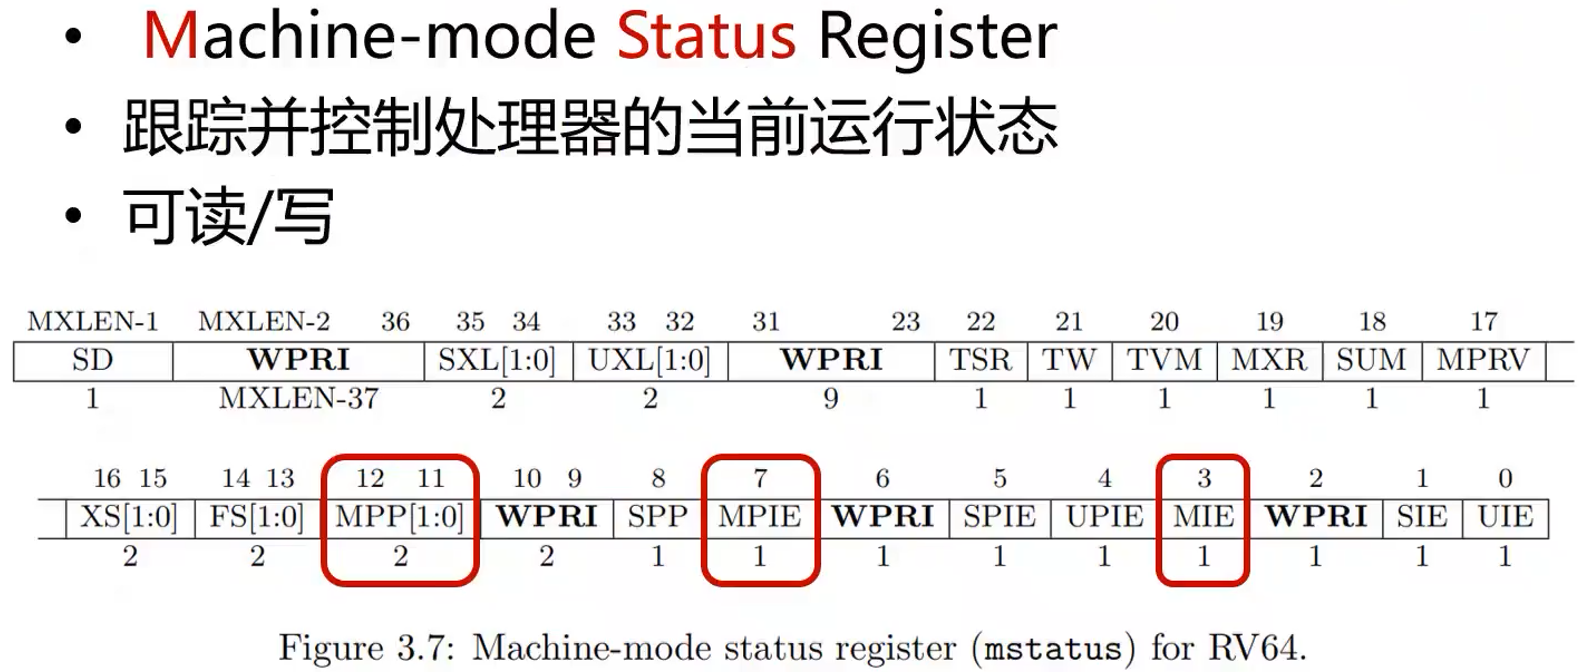 • Machine-mode Status Register
• 跟踪并控制处理器的当前运行状态
• 可读/写
MXLEN-1 MXLEN-2 36 35 34 33 32 31 23 22 21 20 19 18 17
SD WPRI SXL[1:0] UXL[1:0] WPRI TSR TW TVM MXR SUM MPRV
1 MXLEN-37 2 2 9 1 1 1 1 1 1
16 15 14 13 12 11 10 9 8 7 6 5 4 3 2 1 0
XS[1:0] FS[1:0] MPP[1:0] WPRI SPP MPIE WPRI SPIE UPIE MIE WPRI SIE UIE
2 2 2 2 1 1 1 1 1 1 1 1 1
Figure 3.7: Machine-mode status register (mstatus) for RV64.